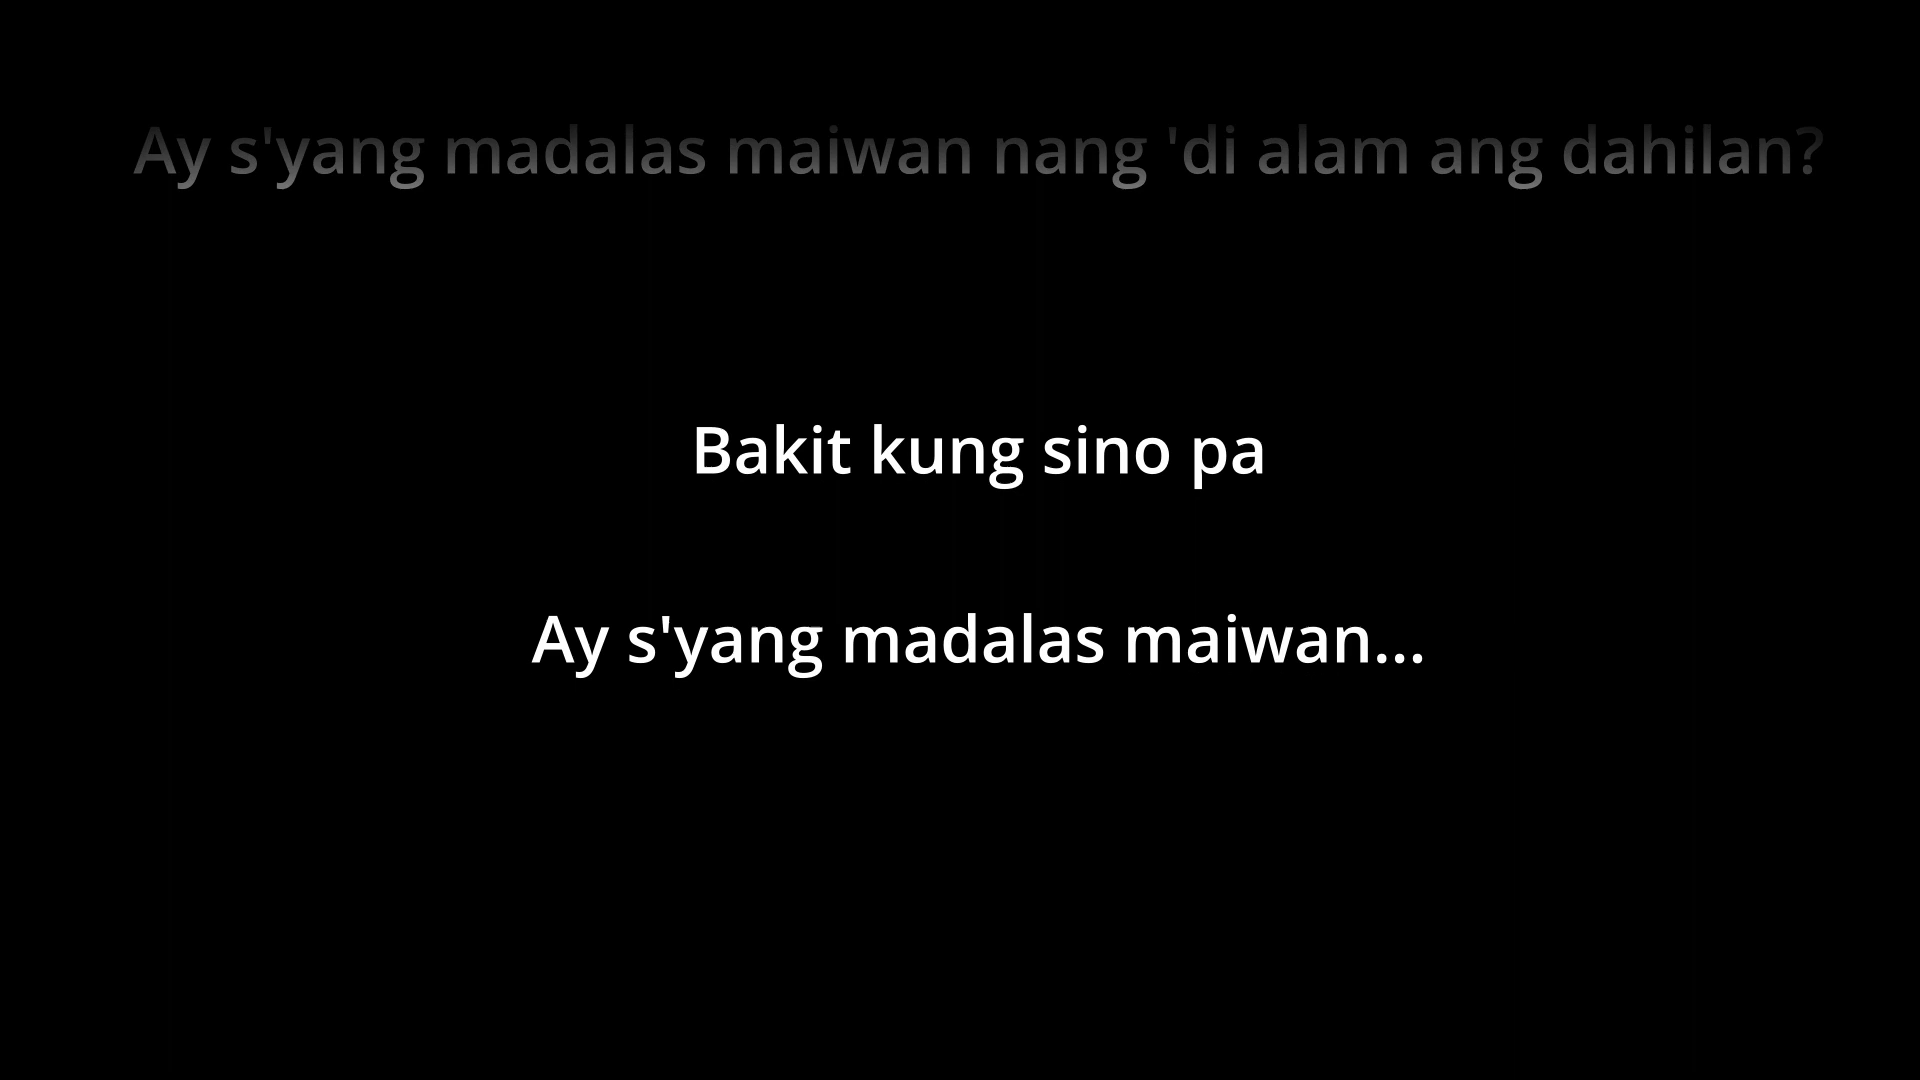 Ay s'yang madalas maiwan nang 'di alam ang dahilan?
Bakit kung sino pa
Ay s'yang madalas maiwan...